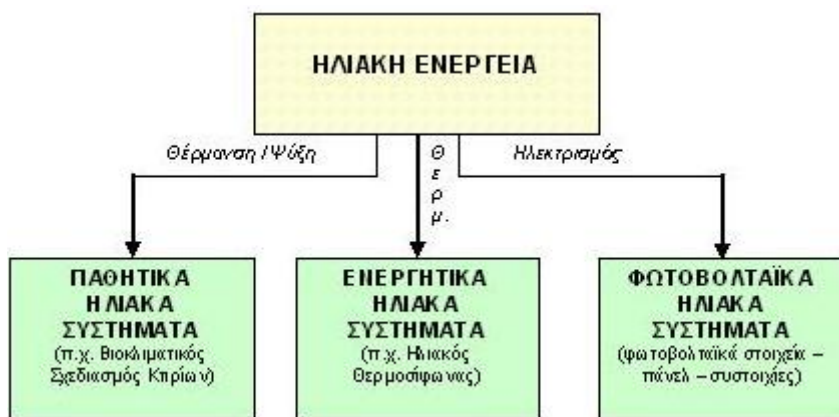 ΗΛΙΑΚΗ ΕΝΕΡΓΕΙΑ
Θέρμανση / Ψύξη
Θερμ.
Ηλεκτρισμός
ΠΑΘΗΤΙΚΑ
ΗΛΙΑΚΑ
ΣΥΣΤΗΜΑΤΑ
(π.χ. Βιοκλιματικός
Σχεδιασμός Κτιρίων)
ΕΝΕΡΓΗΤΙΚΑ
ΗΛΙΑΚΑ
ΣΥΣΤΗΜΑΤΑ
(π.χ. Ηλιακός
Θερμοσίφωνας)
ΦΩΤΟΒΟΛΤΑΪΚΑ
ΗΛΙΑΚΑ
ΣΥΣΤΗΜΑΤΑ
(φωτοβολταϊκά στοιχεία –
πάνελ – συστοιχίες)